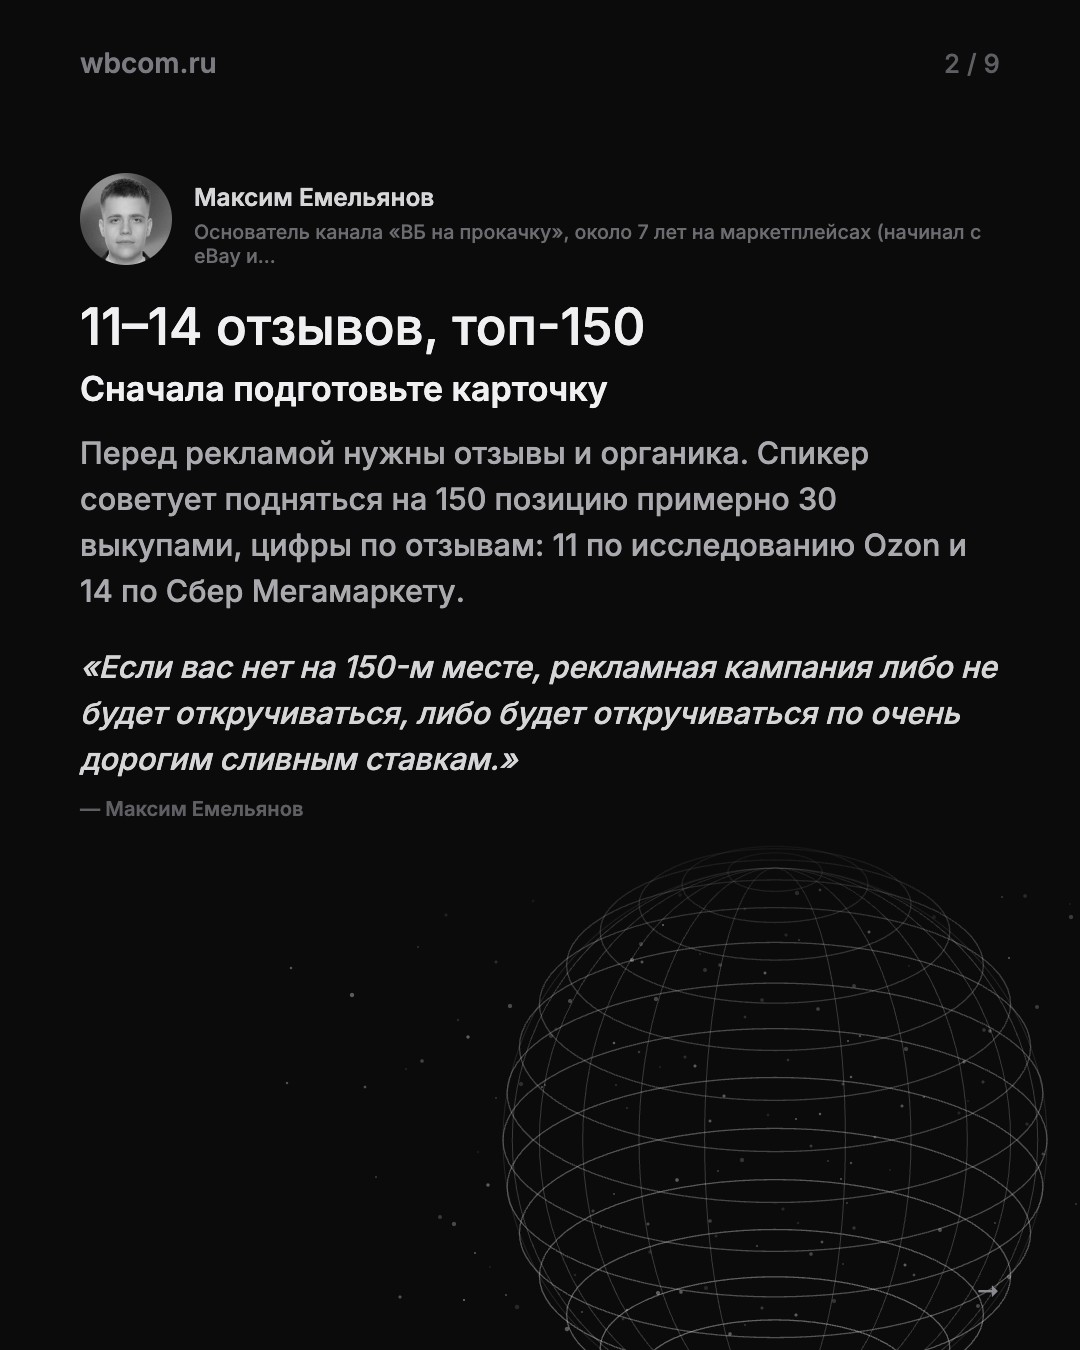 wbcom.ru
2 / 9
Максим Емельянов
Основатель канала «ВБ на прокачку», около 7 лет на маркетплейсах (начинал с
eBay и...
11–14 отзывов, топ-150
Сначала подготовьте карточку
Перед рекламой нужны отзывы и органика. Спикер
советует подняться на 150 позицию примерно 30
выкупами, цифры по отзывам: 11 по исследованию Ozon и
14 по Сбер Мегамаркету.
«Если вас нет на 150-м месте, рекламная кампания либо не
будет откручиваться, либо будет откручиваться по очень
дорогим сливным ставкам.»
— Максим Емельянов